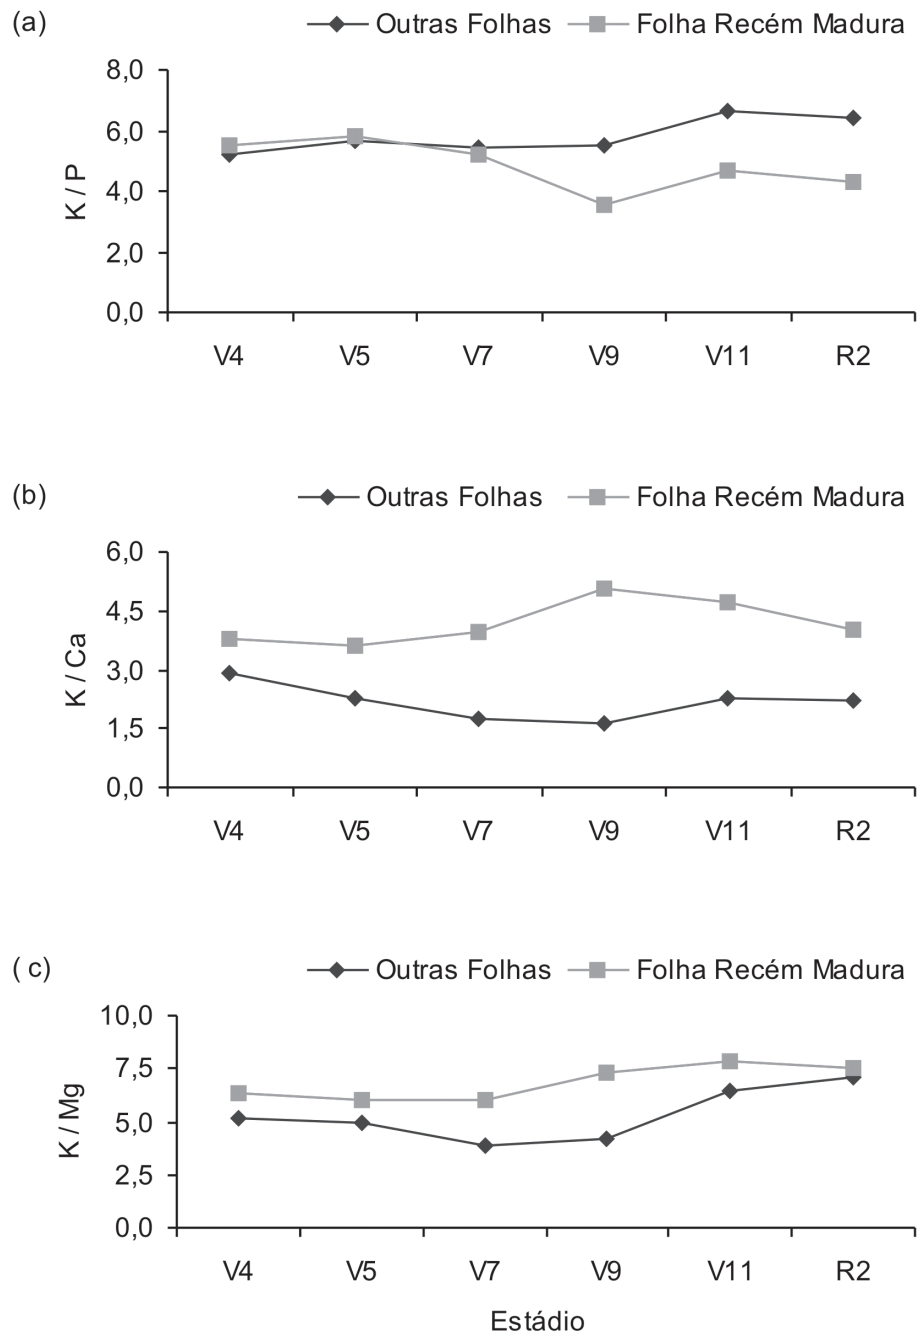 (a)
Outras Folhas Folha Recém Madura
8,0
6,0
4,0
2,0
0,0
K / P
V4 V5 V7 V9 V11 R2
(b)
Outras Folhas Folha Recém Madura
6,0
4,5
3,0
1,5
0,0
K / Ca
V4 V5 V7 V9 V11 R2
( c)
Outras Folhas Folha Recém Madura
10,0
7,5
5,0
2,5
0,0
K / Mg
V4 V5 V7 V9 V11 R2
Estádio